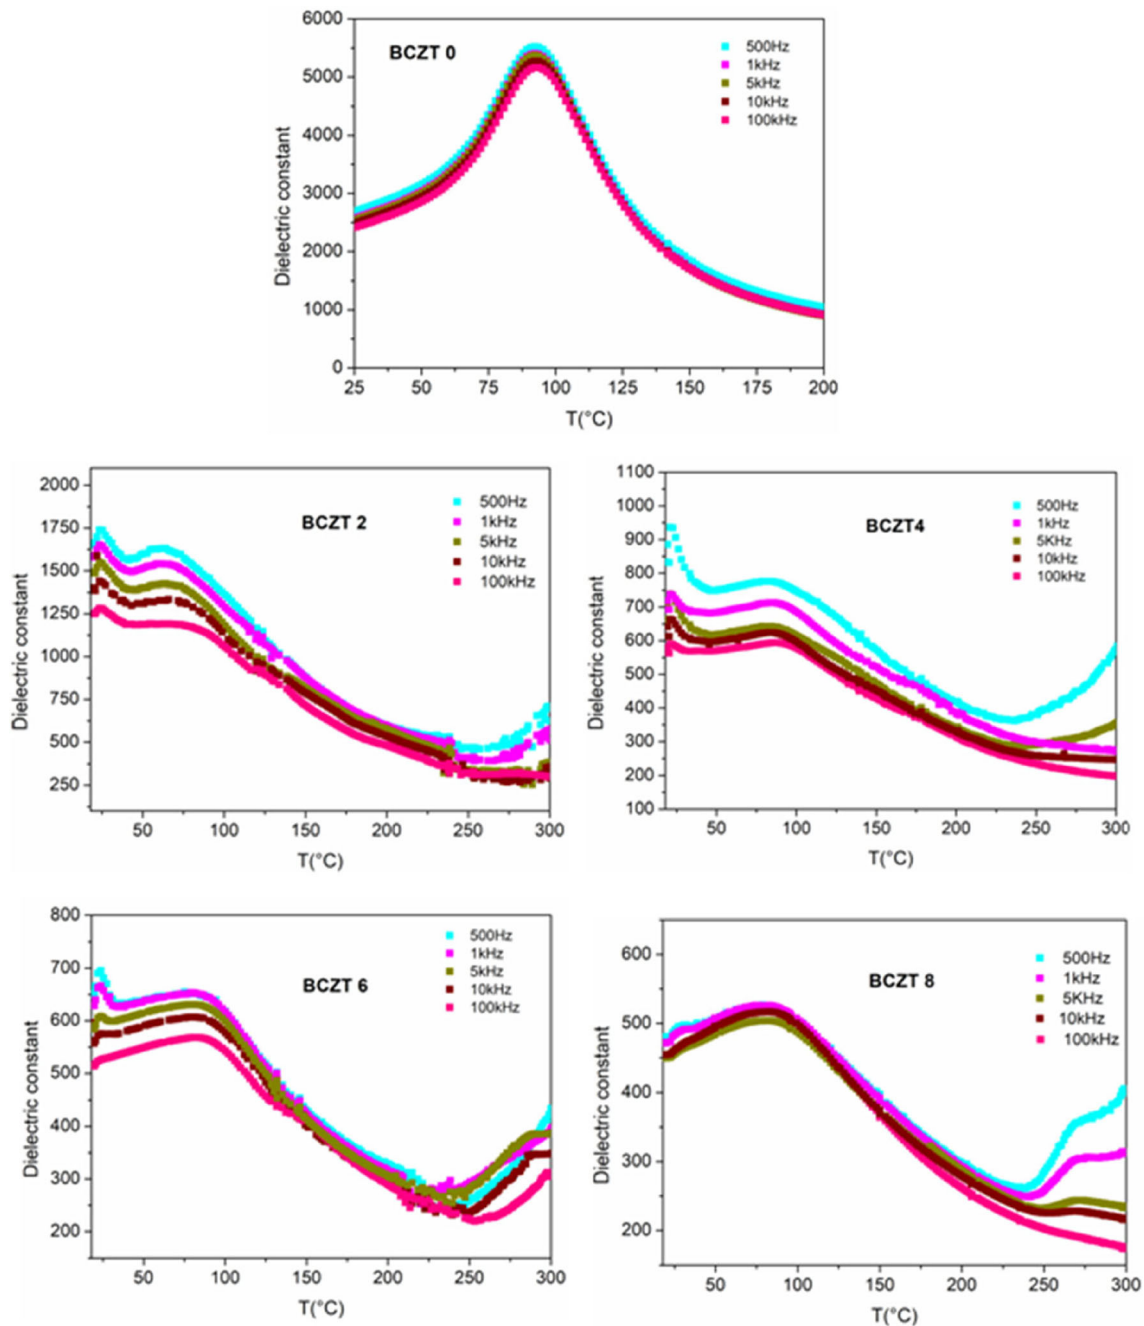 BCZT 0
500Hz
1kHz
5kHz
10kHz
100kHz
Dielectric constant
6000
5000
4000
3000
2000
1000
0
25 50 75 100 125 150 175 200
T(°C)
BCZT 2
500Hz
1kHz
5kHz
10kHz
100kHz
Dielectric constant
2000
1750
1500
1250
1000
750
500
250
50 100 150 200 250 300
T(°C)
BCZT4
500Hz
1kHz
5KHz
10kHz
100kHz
Dielectric constant
1100
1000
900
800
700
600
500
400
300
200
100
50 100 150 200 250 300
T(°C)
BCZT 6
500Hz
1kHz
5kHz
10kHz
100kHz
Dielectric constant
800
700
600
500
400
300
200
50 100 150 200 250 300
T(°C)
BCZT 8
500Hz
1kHz
5KHz
10kHz
100kHz
Dielectric constant
600
500
400
300
200
50 100 150 200 250 300
T(°C)